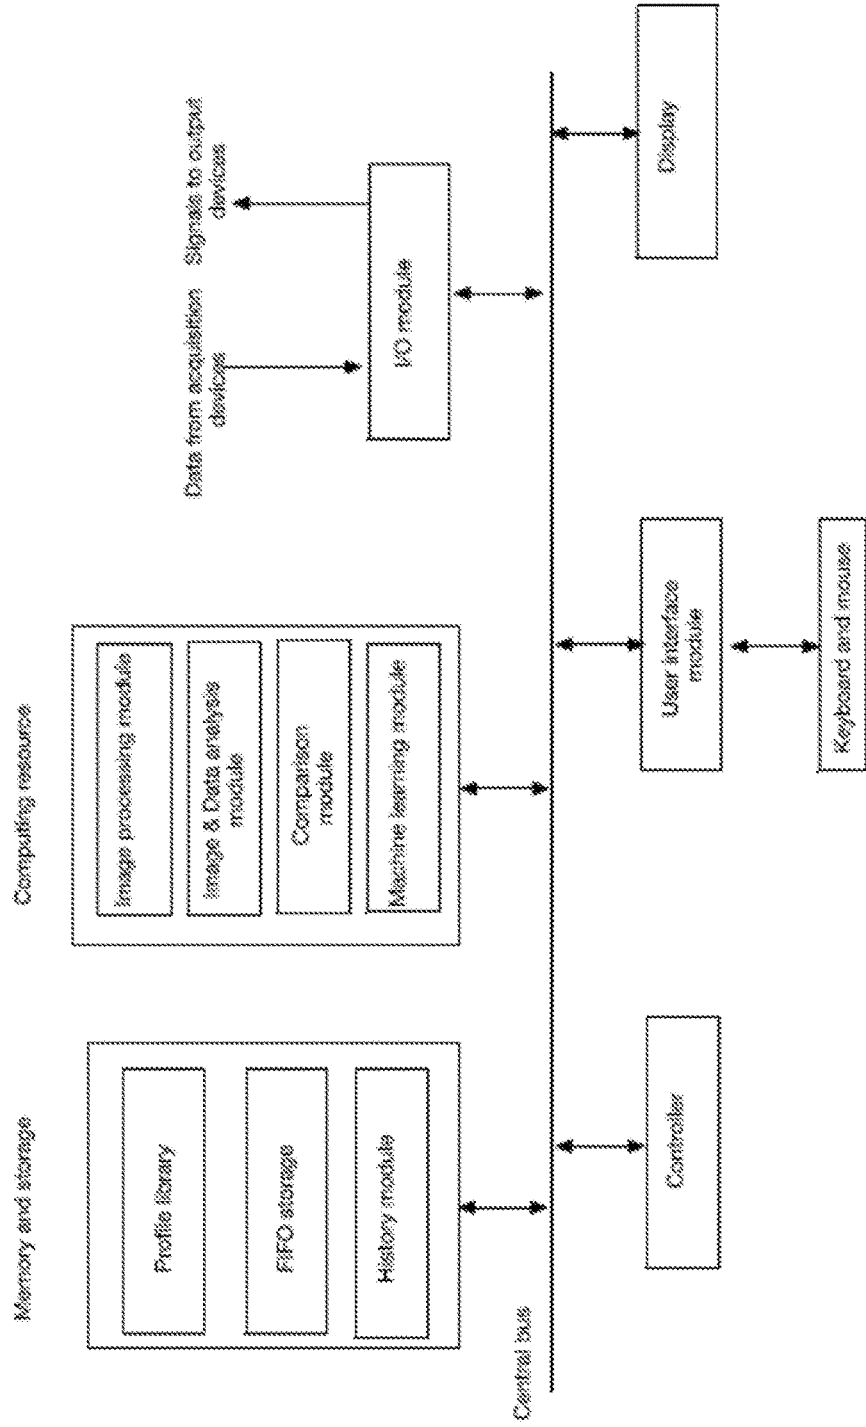 Memory and storage
Profile library
FIFO storage
History module
Computing resource
Image processing module
Image & Data analysis
module
Comparison
module
Machine learning module
Data from acquisition
devices
Signals to output
devices
I/O module
Central bus
Controller
User interface
module
Keyboard and mouse
Display